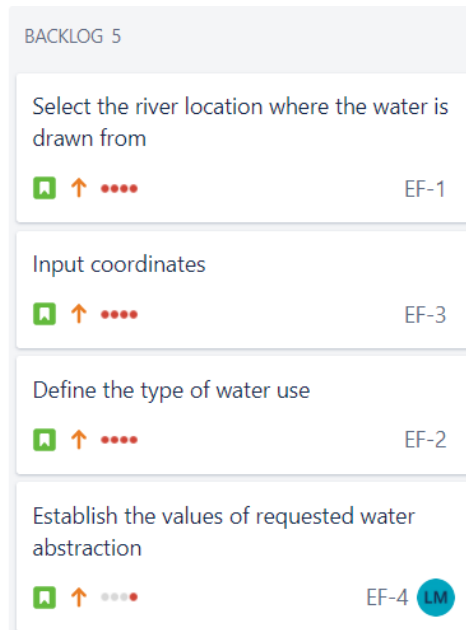 BACKLOG 5
Select the river location where the water is
drawn from
EF-1
Input coordinates
EF-3
Define the type of water use
EF-2
Establish the values of requested water
abstraction
EF-4 LM